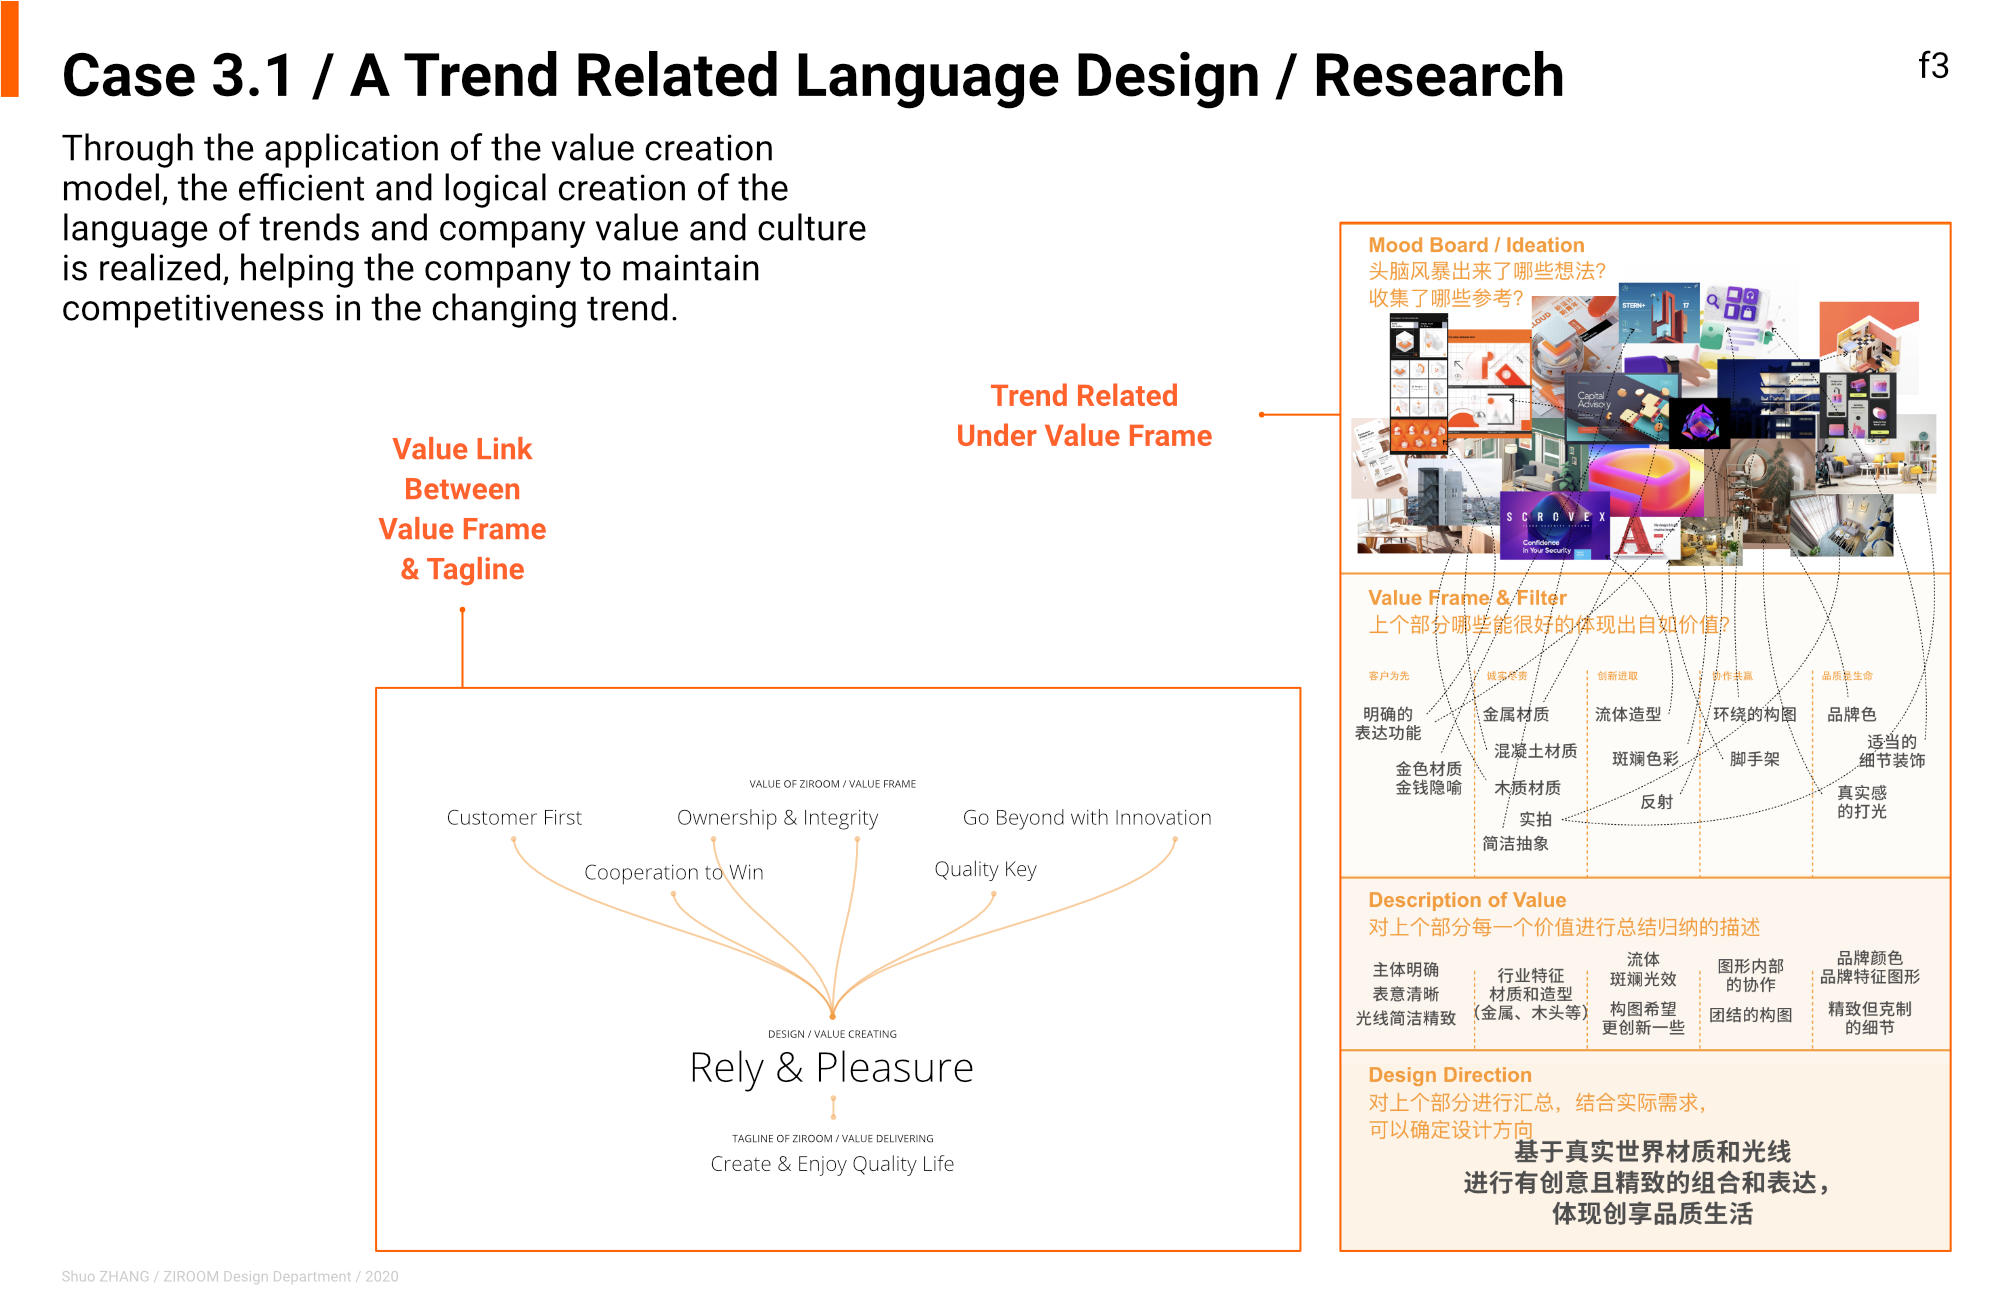 Case 3.1 / A Trend Related Language Design / Research
f3
Through the application of the value creation
model, the efficient and logical creation of the
language of trends and company value and culture
is realized, helping the company to maintain
competitiveness in the changing trend.
Value Link
Between
Value Frame
& Tagline
Trend Related
Under Value Frame
VALUE OF ZIROOM / VALUE FRAME
Customer First
Ownership & Integrity
Go Beyond with Innovation
Cooperation to Win
Quality Key
DESIGN / VALUE CREATING
Rely & Pleasure
TAGLINE OF ZIROOM / VALUE DELIVERING
Create & Enjoy Quality Life
Mood Board / Ideation
头脑风暴出来了哪些想法?
收集了哪些参考?
STERN+
17
Capital
Advisory
SCROVEX
Confidence
in Your Security
A
Value Frame & Filter
上个部分哪些能很好的体现出自如价值?
客户为先
诚实尽责
创新进取
协作共赢
品质是生命
明确的
表达功能
金色材质
金钱隐喻
金属材质
混凝土材质
木质材质
实拍
简洁抽象
流体造型
斑斓色彩
反射
环绕的构图
脚手架
品牌色
适当的
细节装饰
真实感
的打光
Description of Value
对上个部分每一个价值进行总结归纳的描述
主体明确
表意清晰
光线简洁精致
行业特征
材质和造型
(金属、木头等)
流体
斑斓光效
构图希望
更创新一些
图形内部
的协作
团结的构图
品牌颜色
品牌特征图形
精致但克制
的细节
Design Direction
对上个部分进行汇总，结合实际需求，
可以确定设计方向
基于真实世界材质和光线
进行有创意且精致的组合和表达，
体现创享品质生活
Shuo ZHANG / ZIROOM Design Department / 2020